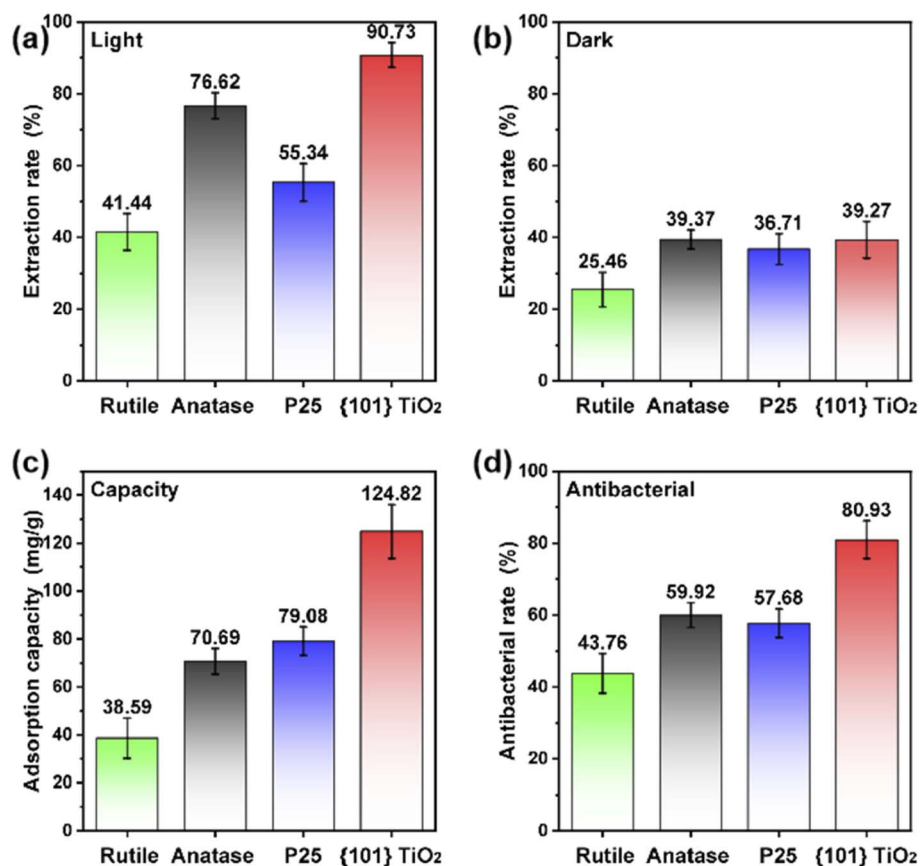 (a)
Light
Extraction rate (%)
100
80
60
40
20
0
41.44
76.62
55.34
90.73
Rutile Anatase P25 {101} TiO₂
(b)
Dark
Extraction rate (%)
100
80
60
40
20
0
25.46
39.37
36.71
39.27
Rutile Anatase P25 {101} TiO₂
(c)
Capacity
Adsorption capacity (mg/g)
140
120
100
80
60
40
20
0
38.59
70.69
79.08
124.82
Rutile Anatase P25 {101} TiO₂
(d)
Antibacterial
Antibacterial rate (%)
100
80
60
40
20
0
43.76
59.92
57.68
80.93
Rutile Anatase P25 {101} TiO₂